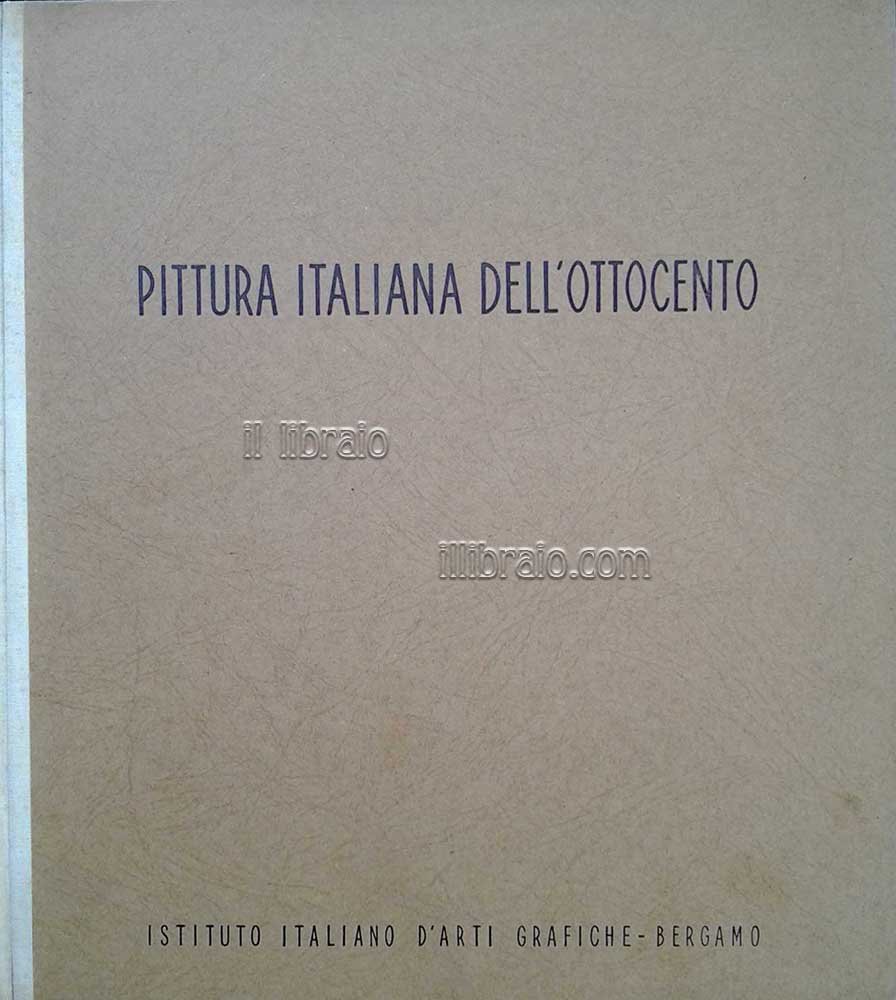 PITTURA ITALIANA DELL'OTTOCENTO
il libraio
illibraio.com
ISTITUTO ITALIANO D'ARTI GRAFICHE - BERGAMO